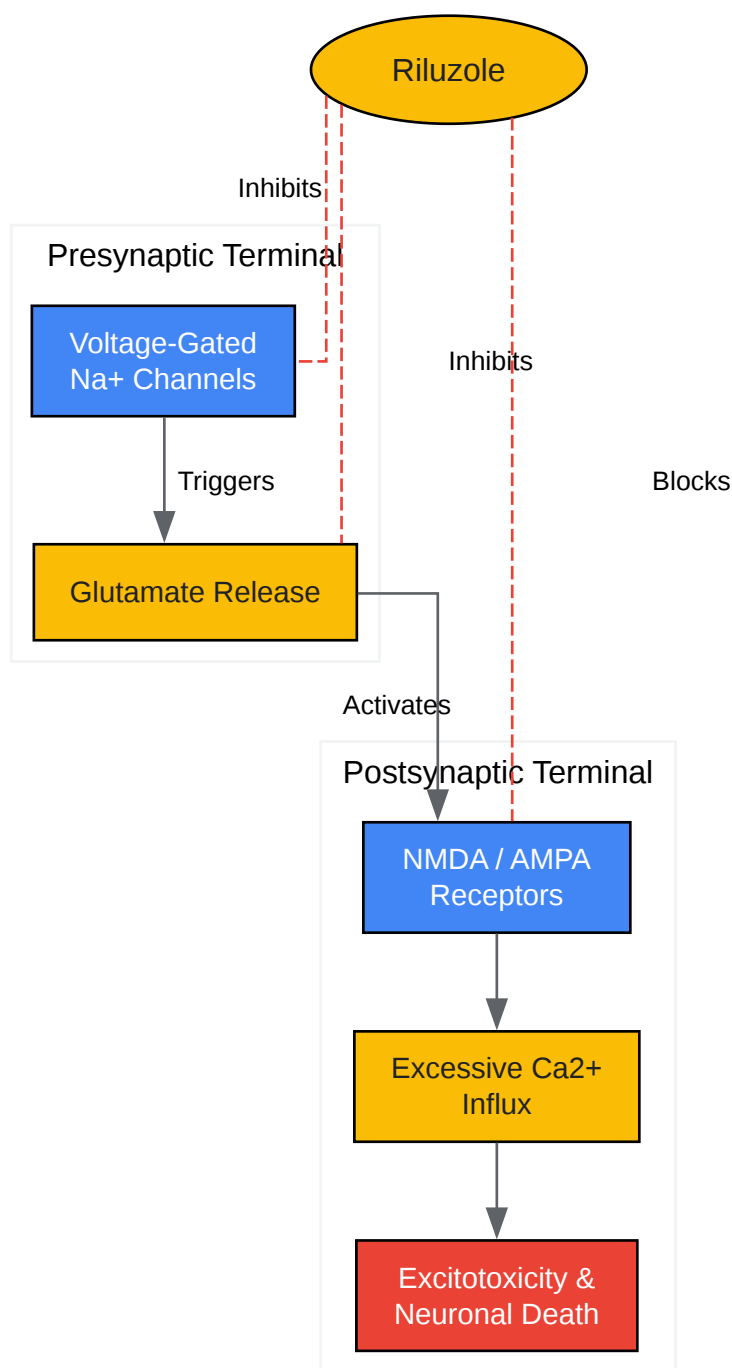 Riluzole
Inhibits
Presynaptic Terminal
Voltage-Gated
Na+ Channels
Inhibits
Triggers
Blocks
Glutamate Release
Activates
Postsynaptic Terminal
NMDA / AMPA
Receptors
Excessive Ca2+
Influx
Excitotoxicity &
Neuronal Death